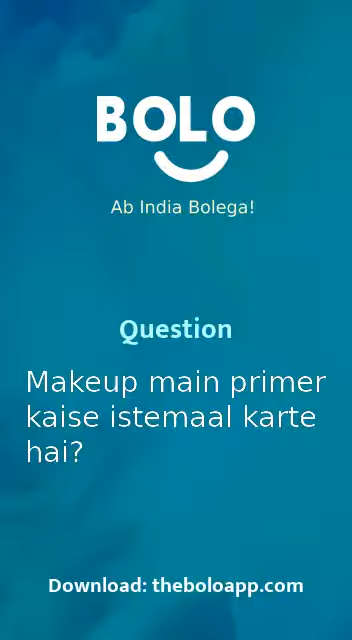 BOLO
Ab India Bolega!
Question
Makeup main primer
kaise istemaal karte
hai?
Download: theboloapp.com